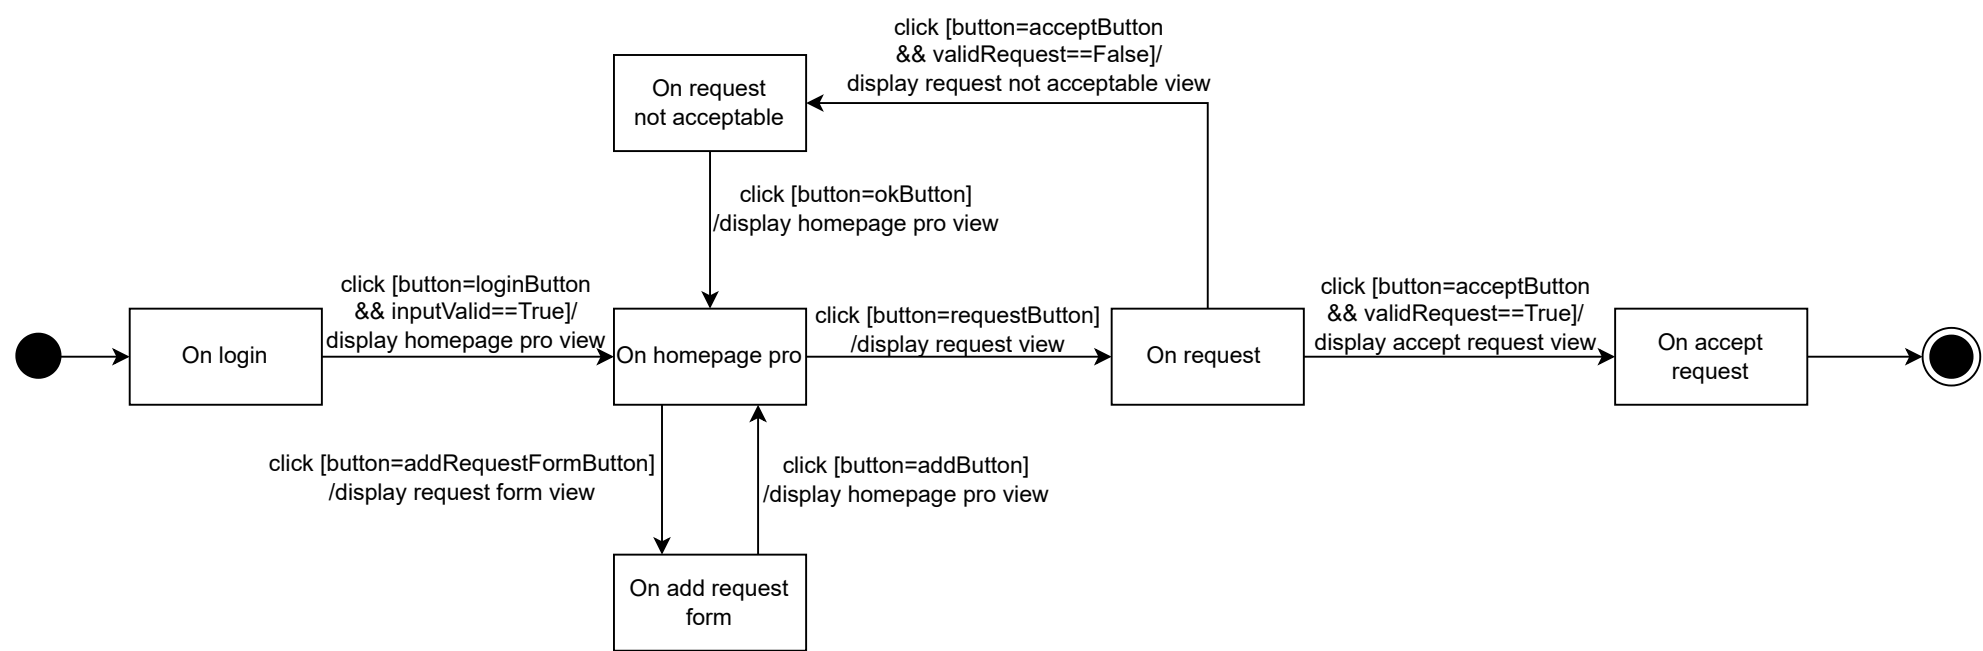 click [button=acceptButton
&& validRequest==False]/
display request not acceptable view
On request
not acceptable
click [button=okButton]
/display homepage pro view
click [button=loginButton
&& inputValid==True]/
display homepage pro view
click [button=requestButton]
/display request view
click [button=acceptButton
&& validRequest==True]/
display accept request view
On login
On homepage pro
On request
On accept
request
click [button=addRequestFormButton]
/display request form view
click [button=addButton]
/display homepage pro view
On add request
form